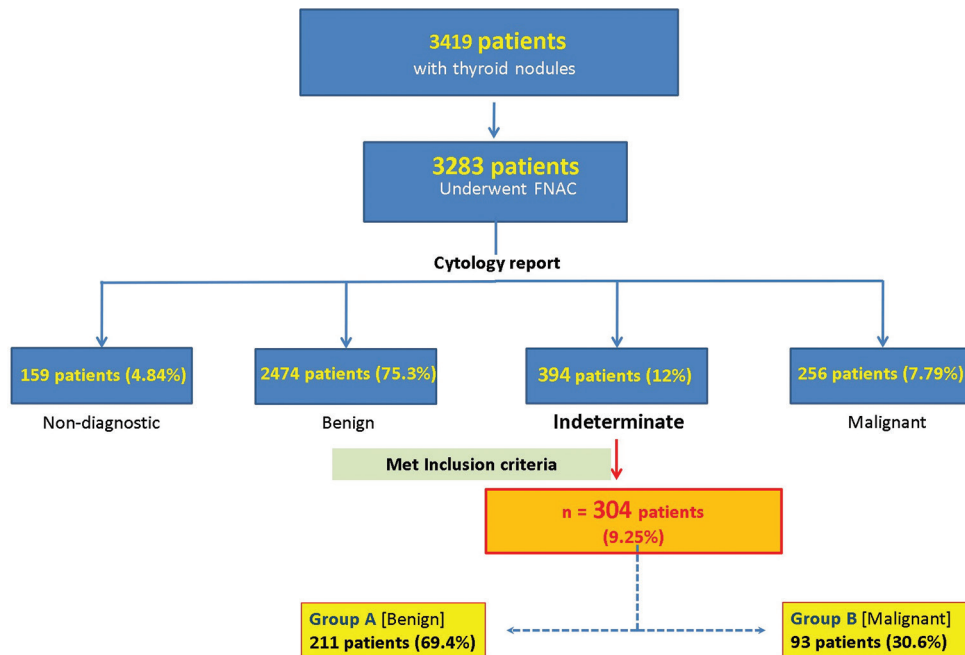 3419 patients
with thyroid nodules
3283 patients
Underwent FNAC
Cytology report
159 patients (4.84%)
2474 patients (75.3%)
394 patients (12%)
256 patients (7.79%)
Non-diagnostic
Benign
Indeterminate
Malignant
Met Inclusion criteria
n = 304 patients
(9.25%)
Group A [Benign]
211 patients (69.4%)
Group B [Malignant]
93 patients (30.6%)